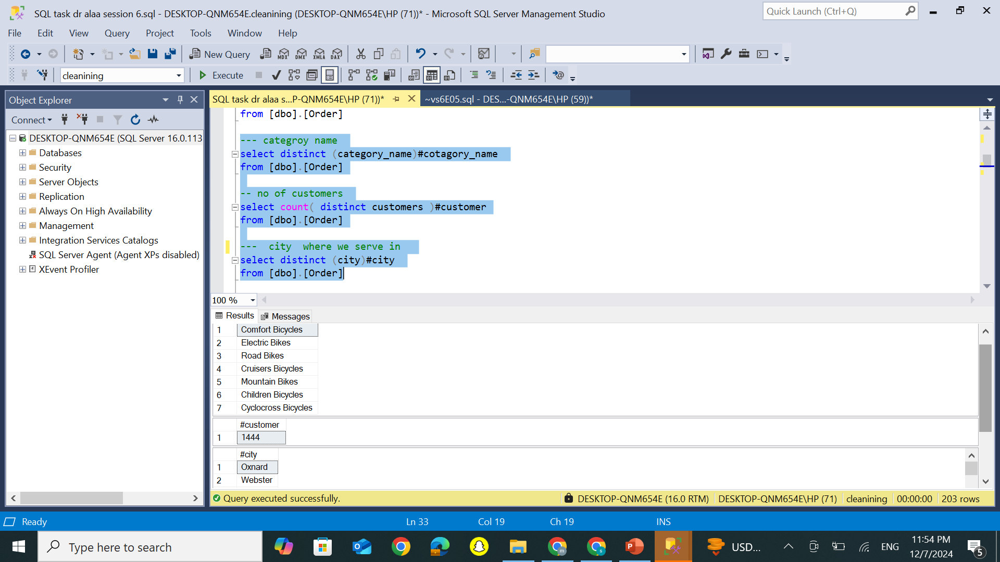 SQL task dr alaa session 6.sql - DESKTOP-QNM654E.cleanining (DESKTOP-QNM654E\HP (71))* - Microsoft SQL Server Management Studio
Quick Launch (Ctrl+Q)
File Edit View Query Project Tools Window Help
New Query MDX DMX XMLA DAX
cleanining Execute
Object Explorer
SQL task dr alaa s...P-QNM654E\HP (71))* ~vs6E05.sql - DES...-QNM654E\HP (59))*
Connect
DESKTOP-QNM654E (SQL Server 16.0.113
Databases
Security
Server Objects
Replication
Always On High Availability
Management
Integration Services Catalogs
SQL Server Agent (Agent XPs disabled)
XEvent Profiler
from [dbo].[Order]
--- categroy name
select distinct (category_name)#cotagory_name
from [dbo].[Order]
-- no of customers
select count( distinct customers )#customer
from [dbo].[Order]
---  city  where we serve in
select distinct (city)#city
from [dbo].[Order]
100 %
Results Messages
1 Comfort Bicycles
2 Electric Bikes
3 Road Bikes
4 Cruisers Bicycles
5 Mountain Bikes
6 Children Bicycles
7 Cyclocross Bicycles
#customer
1 1444
#city
1 Oxnard
2 Webster
Query executed successfully. DESKTOP-QNM654E (16.0 RTM) DESKTOP-QNM654E\HP (71) cleanining 00:00:00 203 rows
Ready Ln 33 Col 19 Ch 19 INS
Type here to search
USD...
ENG
11:54 PM
12/7/2024
5